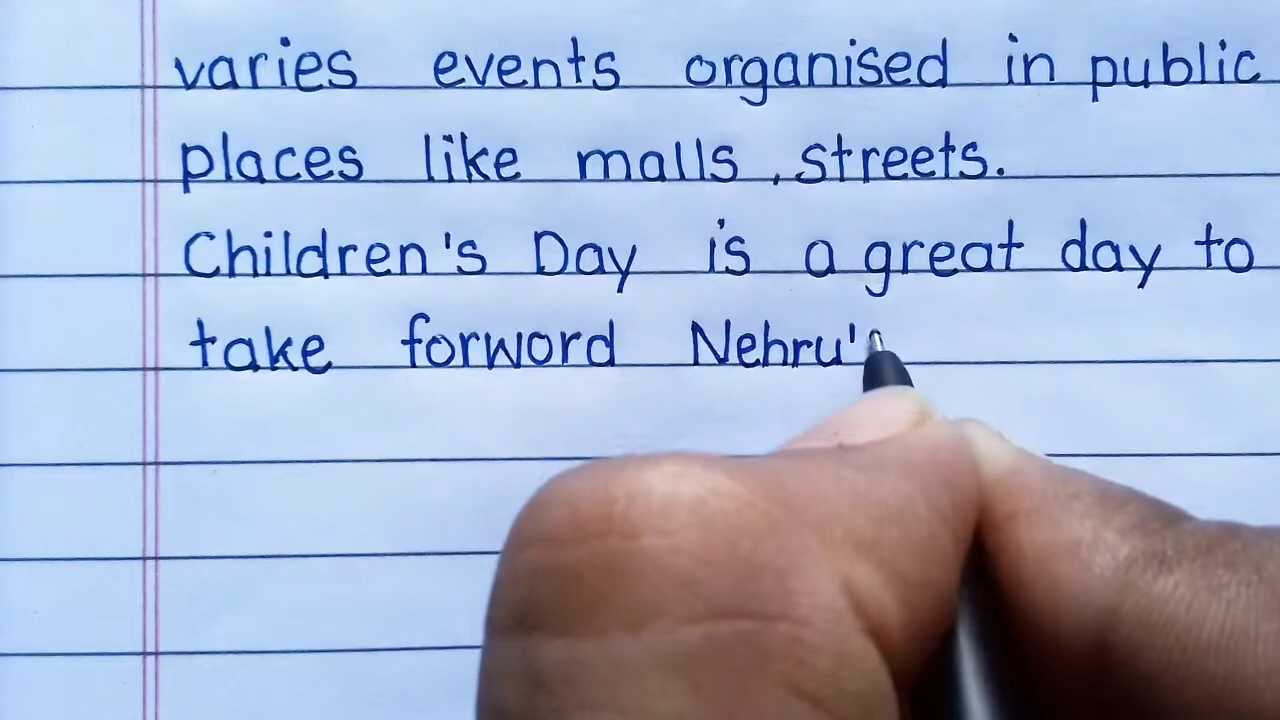 varies events organised in public
places like malls , streets.
Children's Day is a great day to
take forword Nehru'